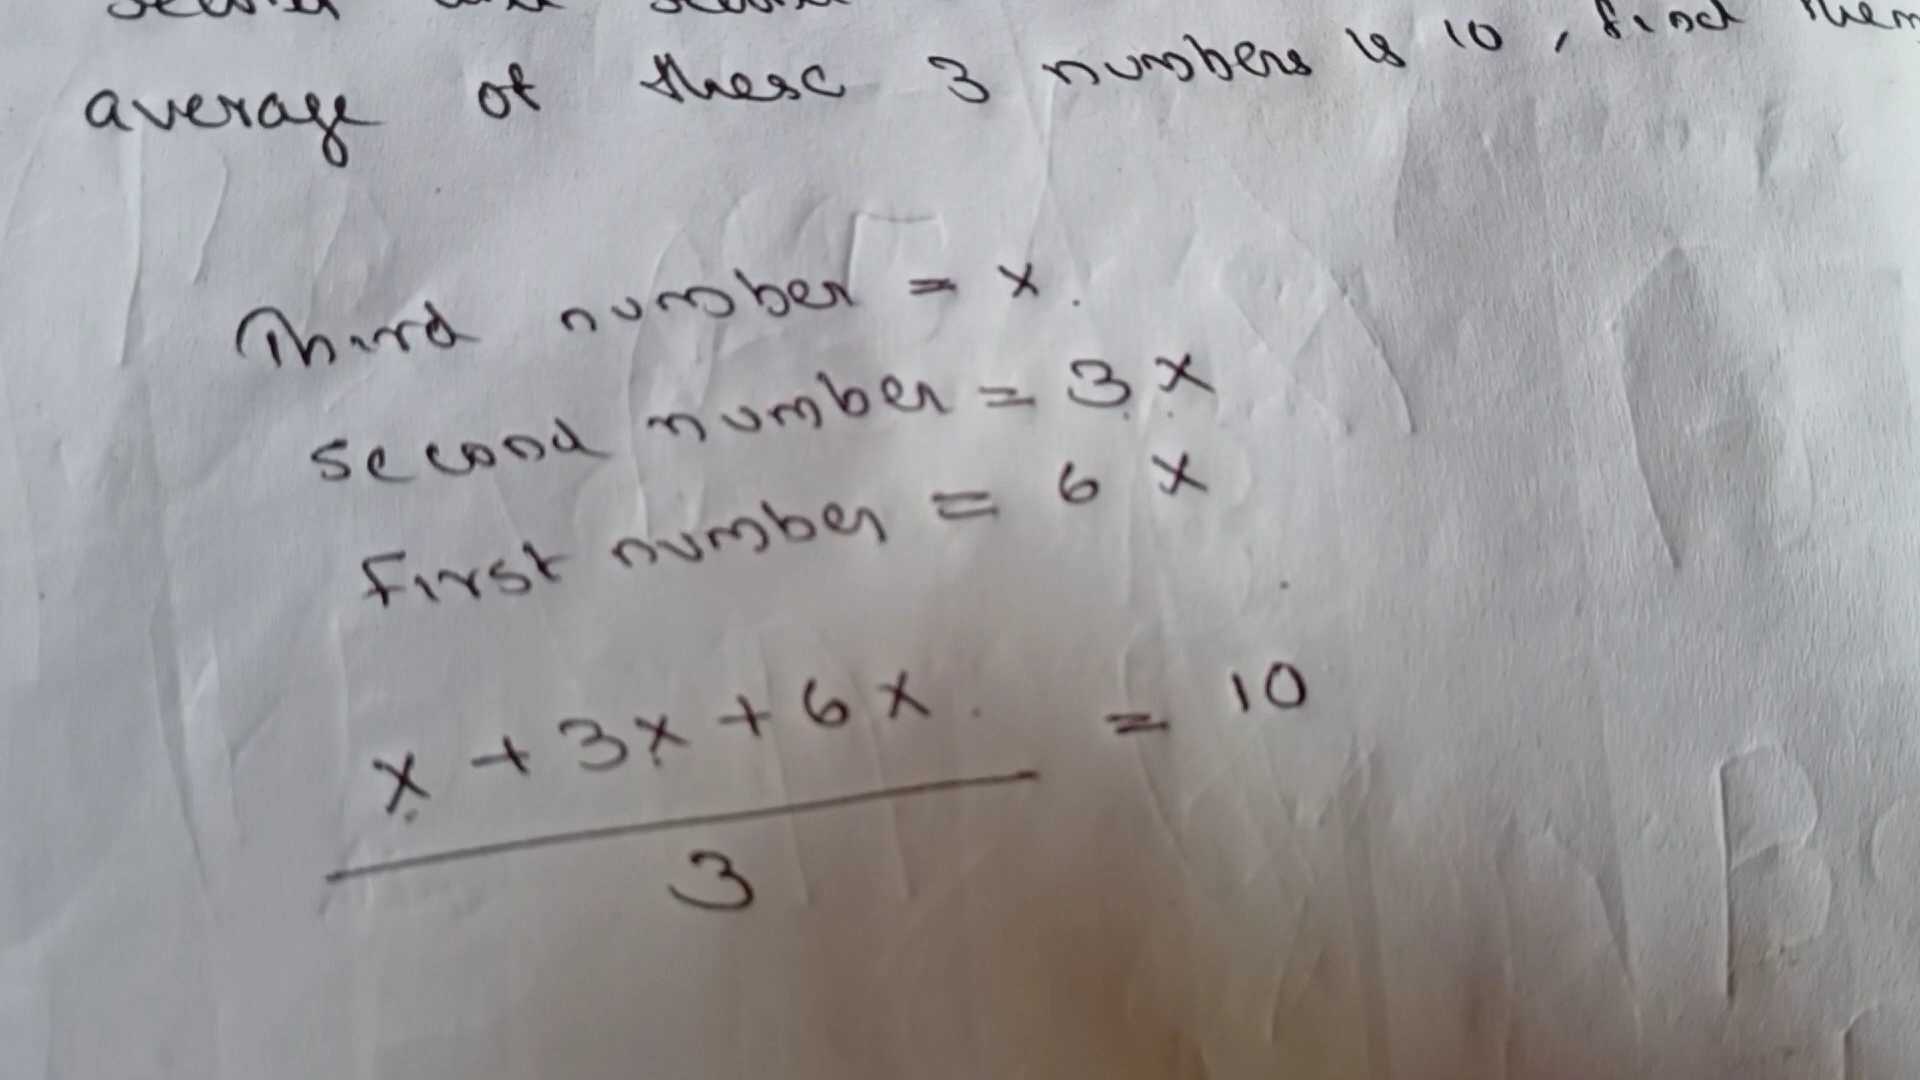 average of these 3 numbers is 10, find them
Third number = x.
second number = 3x
First number = 6x
x + 3x + 6x = 10
3